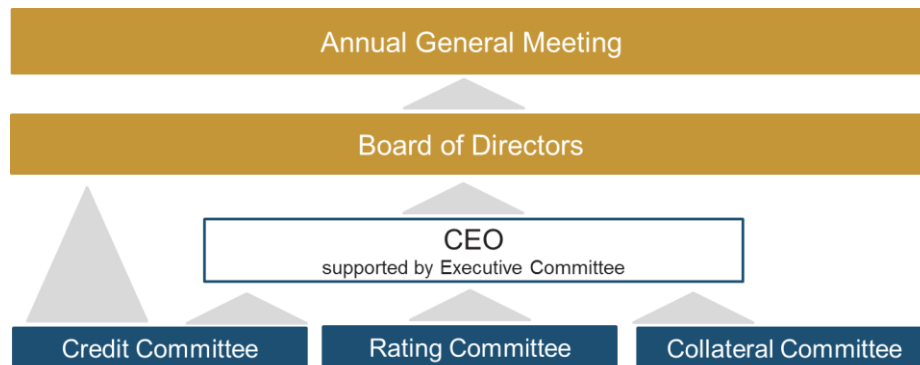 Annual General Meeting
Board of Directors
CEO
supported by Executive Committee
Credit Committee
Rating Committee
Collateral Committee